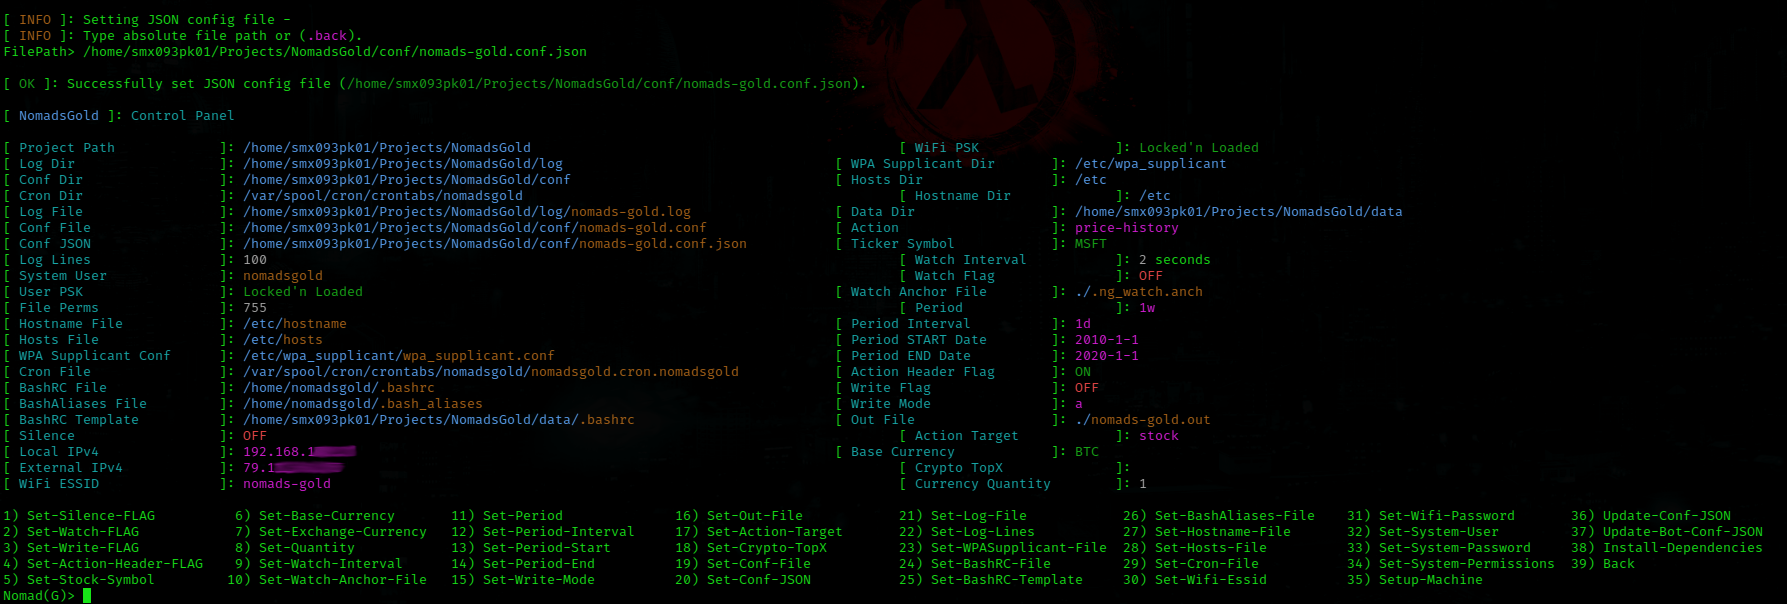 [ INFO ]: Setting JSON config file -
[ INFO ]: Type absolute file path or (.back).
FilePath> /home/smx093pk01/Projects/NomadsGold/conf/nomads-gold.conf.json
[ OK ]: Successfully set JSON config file (/home/smx093pk01/Projects/NomadsGold/conf/nomads-gold.conf.json).
[ NomadsGold ]: Control Panel
[ Project Path ]: /home/smx093pk01/Projects/NomadsGold [ WiFi PSK ]: Locked'n Loaded
[ Log Dir ]: /home/smx093pk01/Projects/NomadsGold/log [ WPA Supplicant Dir ]: /etc/wpa_supplicant
[ Conf Dir ]: /home/smx093pk01/Projects/NomadsGold/conf [ Hosts Dir ]: /etc
[ Cron Dir ]: /var/spool/cron/crontabs/nomadsgold [ Hostname Dir ]: /etc
[ Log File ]: /home/smx093pk01/Projects/NomadsGold/log/nomads-gold.log [ Data Dir ]: /home/smx093pk01/Projects/NomadsGold/data
[ Conf File ]: /home/smx093pk01/Projects/NomadsGold/conf/nomads-gold.conf [ Action ]: price-history
[ Conf JSON ]: /home/smx093pk01/Projects/NomadsGold/conf/nomads-gold.conf.json [ Ticker Symbol ]: MSFT
[ Log Lines ]: 100 [ Watch Interval ]: 2 seconds
[ System User ]: nomadsgold [ Watch Flag ]: OFF
[ User PSK ]: Locked'n Loaded [ Watch Anchor File ]: ./.ng_watch.anch
[ File Perms ]: 755 [ Period ]: 1w
[ Hostname File ]: /etc/hostname [ Period Interval ]: 1d
[ Hosts File ]: /etc/hosts [ Period START Date ]: 2010-1-1
[ WPA Supplicant Conf ]: /etc/wpa_supplicant/wpa_supplicant.conf [ Period END Date ]: 2020-1-1
[ Cron File ]: /var/spool/cron/crontabs/nomadsgold/nomadsgold.cron.nomadsgold [ Action Header Flag ]: ON
[ BashRC File ]: /home/nomadsgold/.bashrc [ Write Flag ]: OFF
[ BashAliases File ]: /home/nomadsgold/.bash_aliases [ Write Mode ]: a
[ BashRC Template ]: /home/smx093pk01/Projects/NomadsGold/data/.bashrc [ Out File ]: ./nomads-gold.out
[ Silence ]: OFF [ Action Target ]: stock
[ Local IPv4 ]: 192.168.1 [ Base Currency ]: BTC
[ External IPv4 ]: 79.1 [ Crypto TopX ]:
[ WiFi ESSID ]: nomads-gold [ Currency Quantity ]: 1
1) Set-Silence-FLAG 6) Set-Base-Currency 11) Set-Period 16) Set-Out-File 21) Set-Log-File 26) Set-BashAliases-File 31) Set-Wifi-Password 36) Update-Conf-JSON
2) Set-Watch-FLAG 7) Set-Exchange-Currency 12) Set-Period-Interval 17) Set-Action-Target 22) Set-Log-Lines 27) Set-Hostname-File 32) Set-System-User 37) Update-Bot-Conf-JSON
3) Set-Write-FLAG 8) Set-Quantity 13) Set-Period-Start 18) Set-Crypto-TopX 23) Set-WPASupplicant-File 28) Set-Hosts-File 33) Set-System-Password 38) Install-Dependencies
4) Set-Action-Header-FLAG 9) Set-Watch-Interval 14) Set-Period-End 19) Set-Conf-File 24) Set-BashRC-File 29) Set-Cron-File 34) Set-System-Permissions 39) Back
5) Set-Stock-Symbol 10) Set-Watch-Anchor-File 15) Set-Write-Mode 20) Set-Conf-JSON 25) Set-BashRC-Template 30) Set-Wifi-Essid 35) Setup-Machine
Nomad(G)>